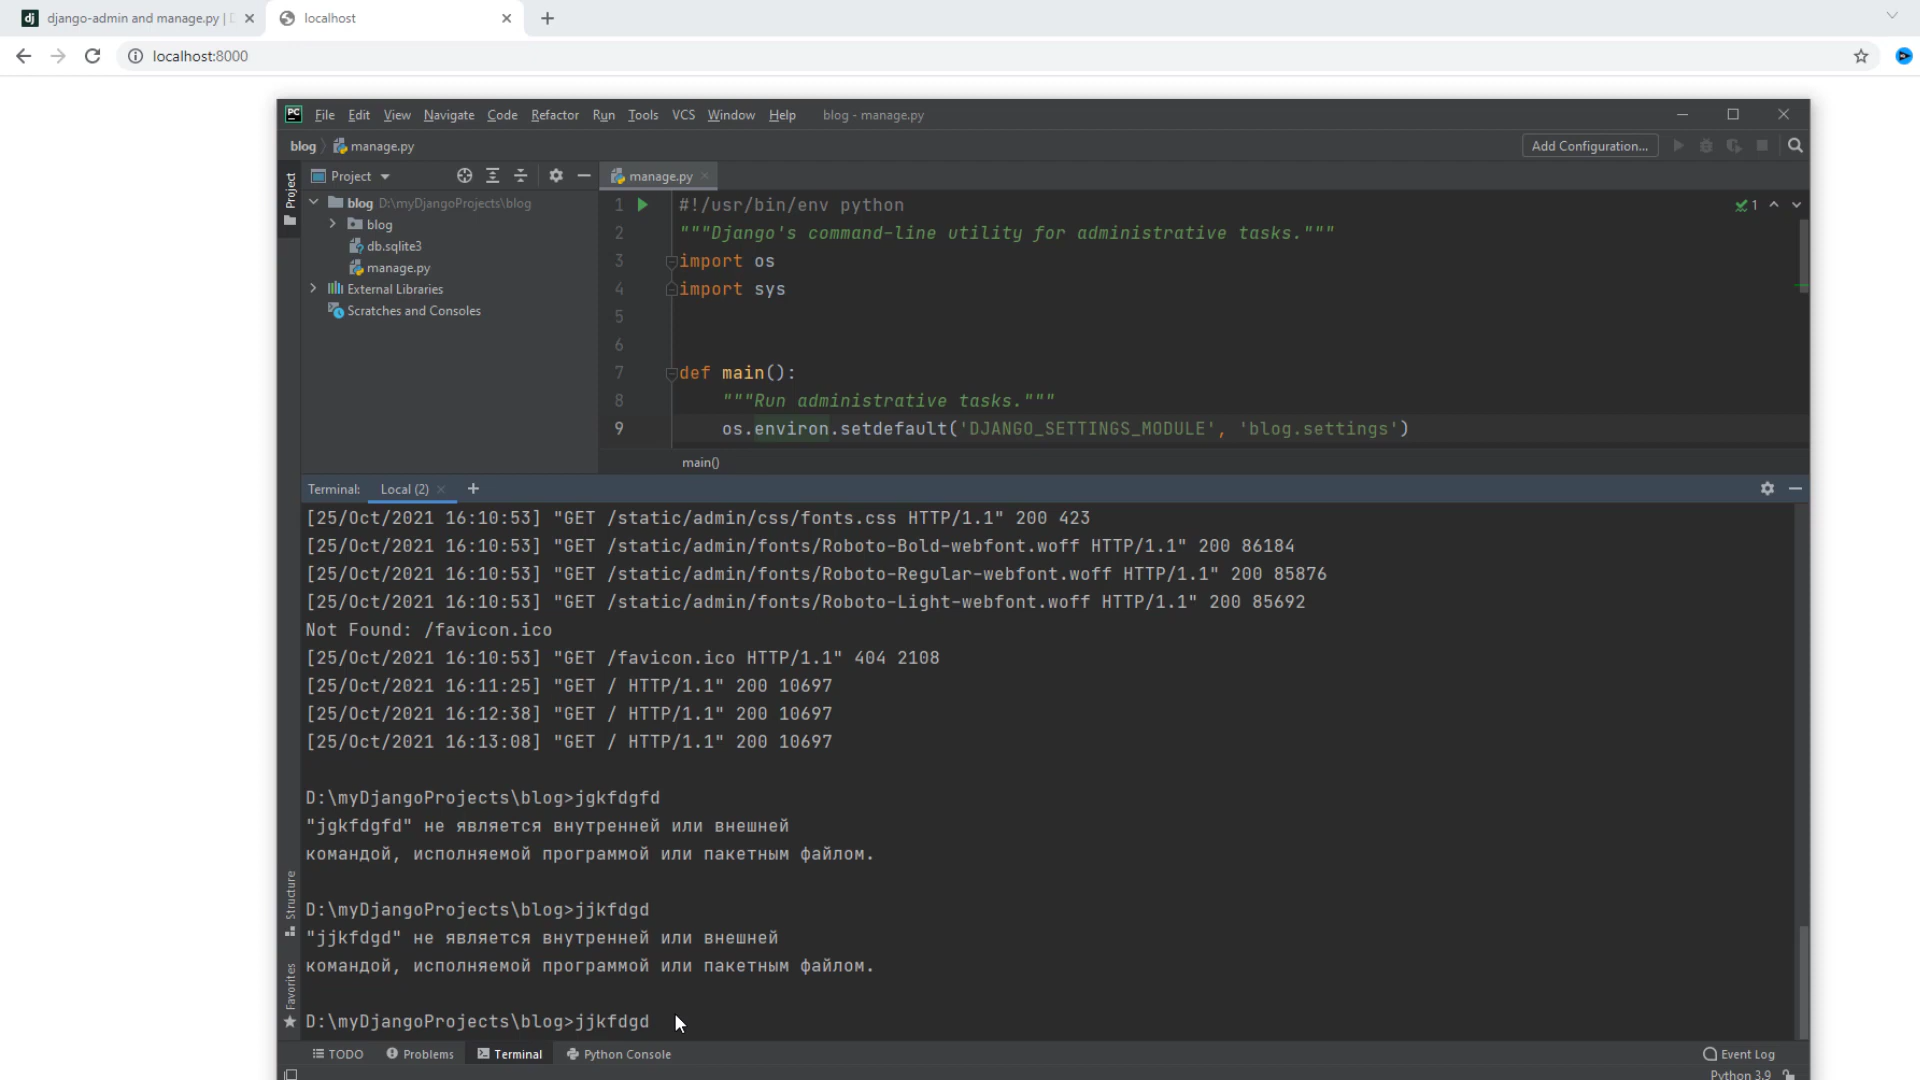 django-admin and manage.py |
localhost
localhost:8000
PC File Edit View Navigate Code Refactor Run Tools VCS Window Help blog - manage.py
blog manage.py Add Configuration...
Project
Project
manage.py
blog D:\myDjangoProjects\blog
blog
db.sqlite3
manage.py
External Libraries
Scratches and Consoles
1 #!/usr/bin/env python
1
2 """Django's command-line utility for administrative tasks."""
3 import os
4 import sys
5
6
7 def main():
8 """Run administrative tasks."""
9 os.environ.setdefault('DJANGO_SETTINGS_MODULE', 'blog.settings')
main()
Terminal: Local (2)
[25/Oct/2021 16:10:53] "GET /static/admin/css/fonts.css HTTP/1.1" 200 423
[25/Oct/2021 16:10:53] "GET /static/admin/fonts/Roboto-Bold-webfont.woff HTTP/1.1" 200 86184
[25/Oct/2021 16:10:53] "GET /static/admin/fonts/Roboto-Regular-webfont.woff HTTP/1.1" 200 85876
[25/Oct/2021 16:10:53] "GET /static/admin/fonts/Roboto-Light-webfont.woff HTTP/1.1" 200 85692
Not Found: /favicon.ico
[25/Oct/2021 16:10:53] "GET /favicon.ico HTTP/1.1" 404 2108
[25/Oct/2021 16:11:25] "GET / HTTP/1.1" 200 10697
[25/Oct/2021 16:12:38] "GET / HTTP/1.1" 200 10697
[25/Oct/2021 16:13:08] "GET / HTTP/1.1" 200 10697
D:\myDjangoProjects\blog>jgkfdgfd
"jgkfdgfd" не является внутренней или внешней
командой, исполняемой программой или пакетным файлом.
D:\myDjangoProjects\blog>jjkfdgd
"jjkfdgd" не является внутренней или внешней
командой, исполняемой программой или пакетным файлом.
D:\myDjangoProjects\blog>jjkfdgd
Structure
Favorites
TODO Problems Terminal Python Console Event Log
Python 3.9